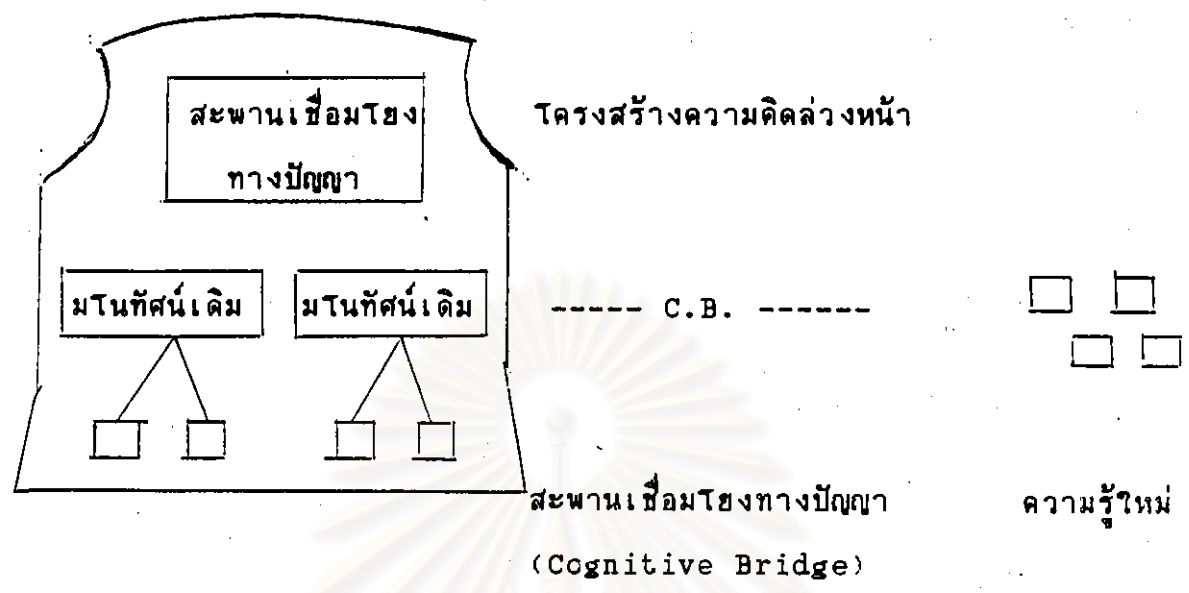 สะพานเชื่อมโยง
ทางปัญญา
โครงสร้างความคิดล่วงหน้า
มโนทัศน์เดิม
มโนทัศน์เดิม
----- C.B. ------
สะพานเชื่อมโยงทางปัญญา
ความรู้ใหม่
(Cognitive Bridge)